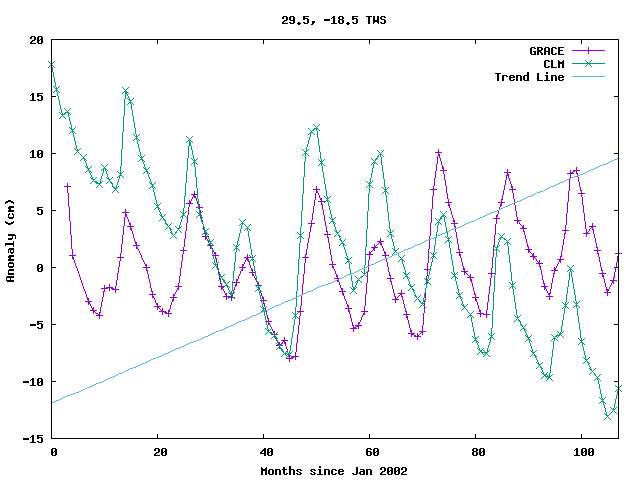 29.5, -18.5 TWS
GRACE
CLM
Trend Line
20
15
10
5
0
-5
-10
-15
Anomaly (cm)
0 20 40 60 80 100
Months since Jan 2002